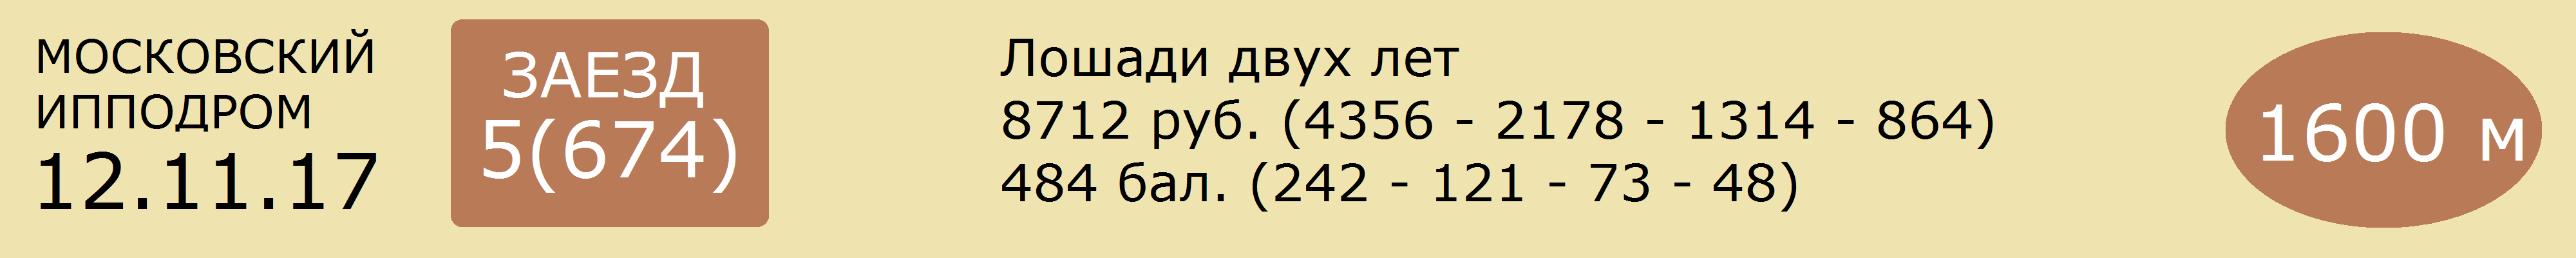 МОСКОВСКИЙ
ИППОДРОМ
12.11.17
ЗАЕЗД
5(674)
Лошади двух лет
8712 руб. (4356 - 2178 - 1314 - 864)
484 бал. (242 - 121 - 73 - 48)
1600 м